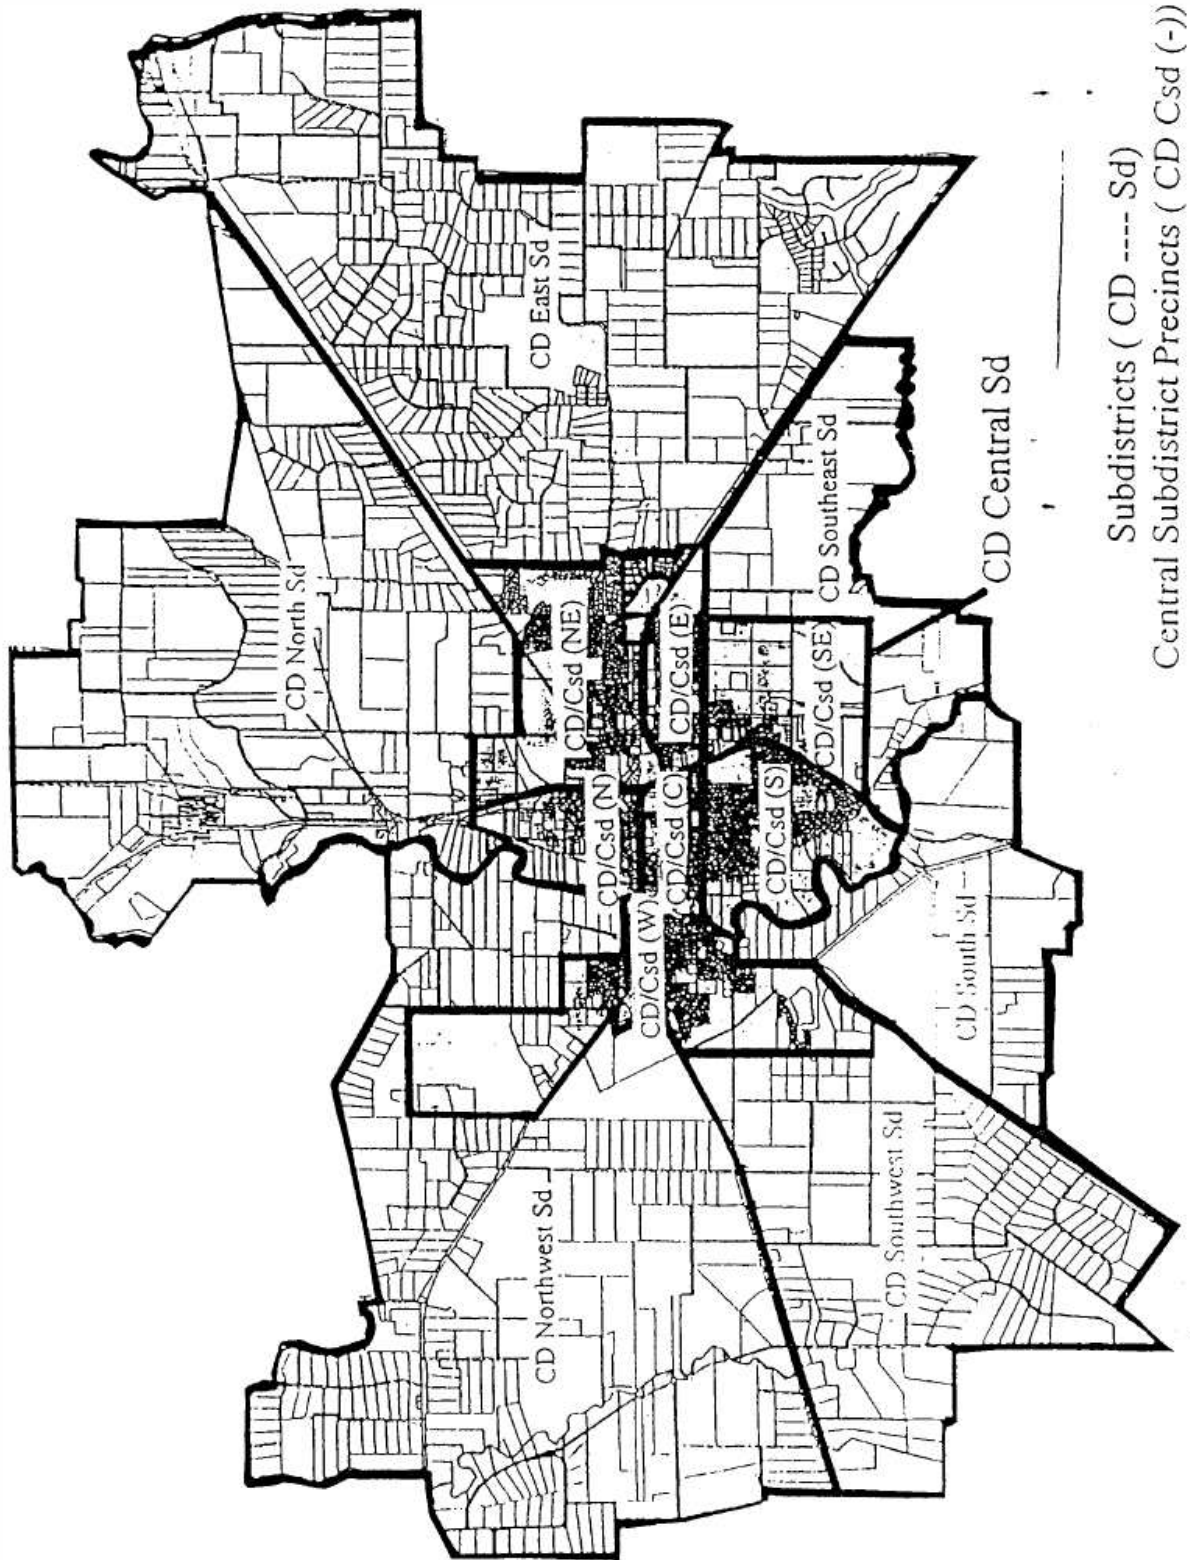 CD North Sd
CD East Sd
CD Northwest Sd
CD/Csd (NE)
CD/Csd (N)
CD/Csd (E)
CD/Csd (W)
CD/Csd (C)
CD/Csd (S)
CD/Csd (SE)
CD Southeast Sd
CD Southwest Sd
CD South Sd
CD Central Sd
Subdistricts ( CD ---- Sd)
Central Subdistrict Precincts ( CD Csd (-))